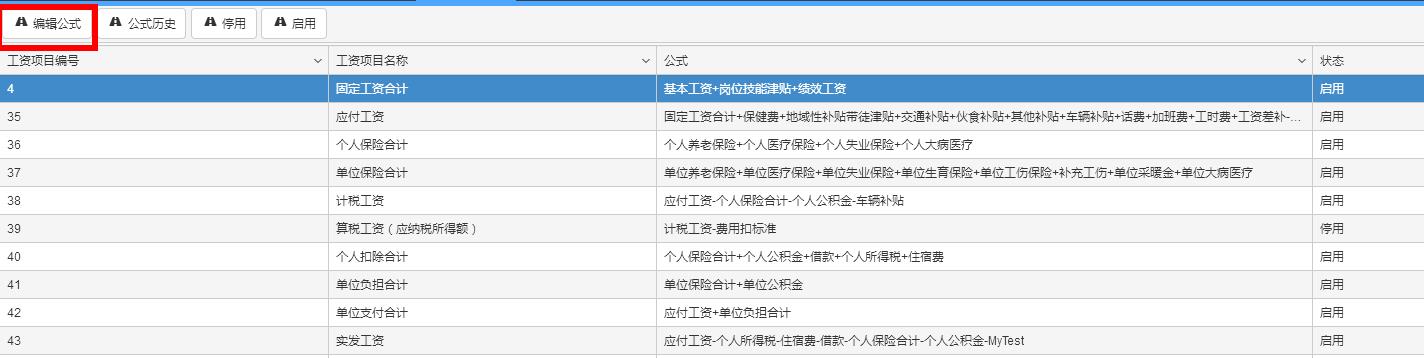 编辑公式 公式历史 停用 启用
工资项目编号 工资项目名称 公式 状态
4 固定工资合计 基本工资+岗位技能津贴+绩效工资 启用
35 应付工资 固定工资合计+保健费+地域性补贴带徒津贴+交通补贴+伙食补贴+其他补贴+车辆补贴+话费+加班费+工时费+工资差补-... 启用
36 个人保险合计 个人养老保险+个人医疗保险+个人失业保险+个人大病医疗 启用
37 单位保险合计 单位养老保险+单位医疗保险+单位失业保险+单位生育保险+单位工伤保险+补充工伤+单位采暖金+单位大病医疗 启用
38 计税工资 应付工资-个人保险合计-个人公积金-车辆补贴 启用
39 算税工资（应纳税所得额） 计税工资-费用扣标准 停用
40 个人扣除合计 个人保险合计+个人公积金+借款+个人所得税+住宿费 启用
41 单位负担合计 单位保险合计+单位公积金 启用
42 单位支付合计 应付工资+单位负担合计 启用
43 实发工资 应付工资-个人所得税-住宿费-借款-个人保险合计-个人公积金-MyTest 启用